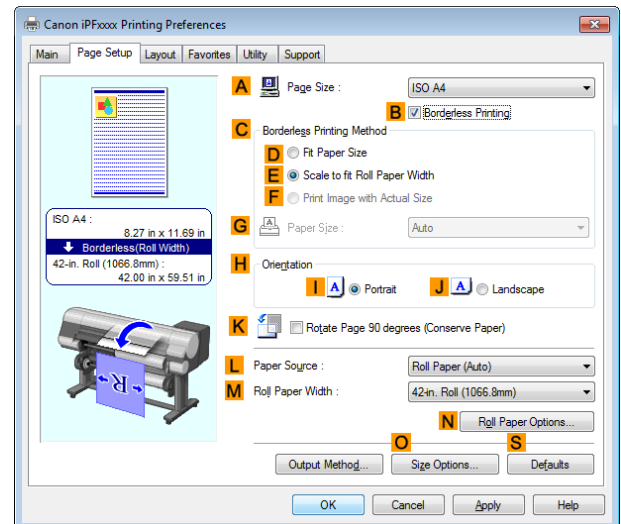 Canon iPFxxxx Printing Preferences
Main Page Setup Layout Favorites Utility Support
A Page Size : ISO A4
B Borderless Printing
C Borderless Printing Method
D Fit Paper Size
E Scale to fit Roll Paper Width
F Print Image with Actual Size
ISO A4 :
8.27 in x 11.69 in
Borderless(Roll Width)
42-in. Roll (1066.8mm) :
42.00 in x 59.51 in
G A Paper Size : Auto
H Orientation
I A Portrait J A Landscape
K Rotate Page 90 degrees (Conserve Paper)
R
L Paper Source : Roll Paper (Auto)
M Roll Paper Width : 42-in. Roll (1066.8mm)
N Roll Paper Options...
O S
Output Method... Size Options... Defaults
OK Cancel Apply Help